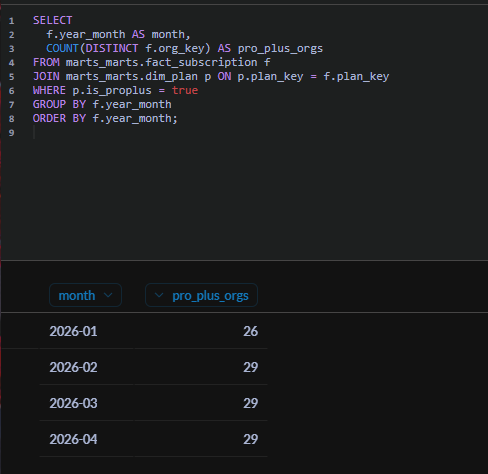 1 SELECT
2 f.year_month AS month,
3 COUNT(DISTINCT f.org_key) AS pro_plus_orgs
4 FROM marts_marts.fact_subscription f
5 JOIN marts_marts.dim_plan p ON p.plan_key = f.plan_key
6 WHERE p.is_proplus = true
7 GROUP BY f.year_month
8 ORDER BY f.year_month;
9
month pro_plus_orgs
2026-01 26
2026-02 29
2026-03 29
2026-04 29